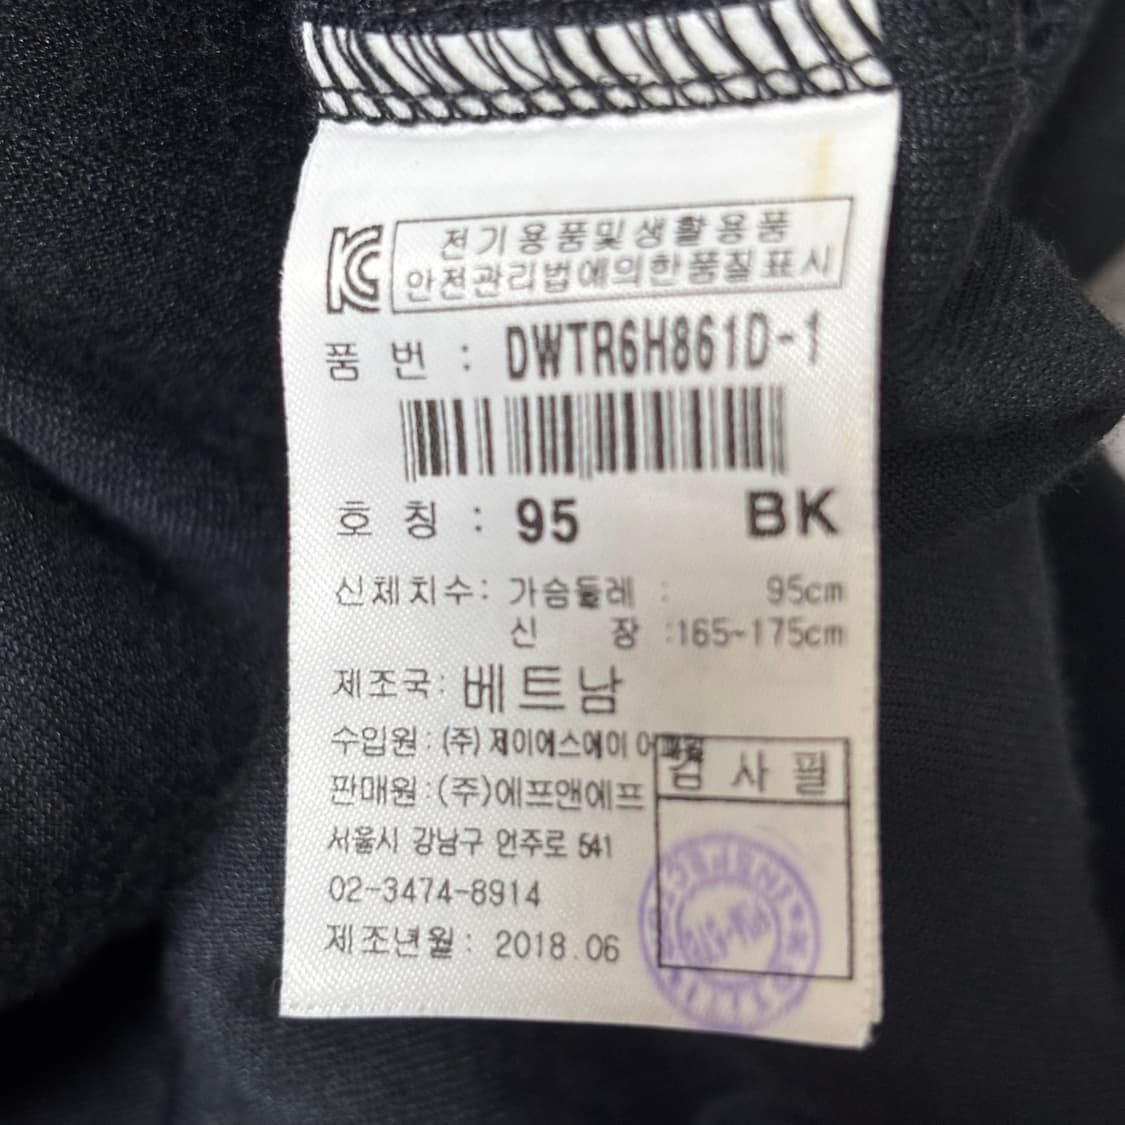 KC 전기용품및생활용품
안전관리법에의한품질표시
품 번 : DWTR6H861D-1
호 칭 : 95 BK
신체치수: 가슴둘레 : 95cm
신 장 :165~175cm
제조국: 베트남
수입원 : (주) 제이에스에이 어패럴
검 사 필
판매원 : (주)에프앤에프
서울시 강남구 언주로 541
02-3474-8914
제조년월 : 2018.06